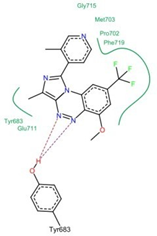 Gly715
Met703
Pro702
Phe719
N
F
F
F
N
N
N
N
O
Tyr683
Glu711
H
O
Tyr683